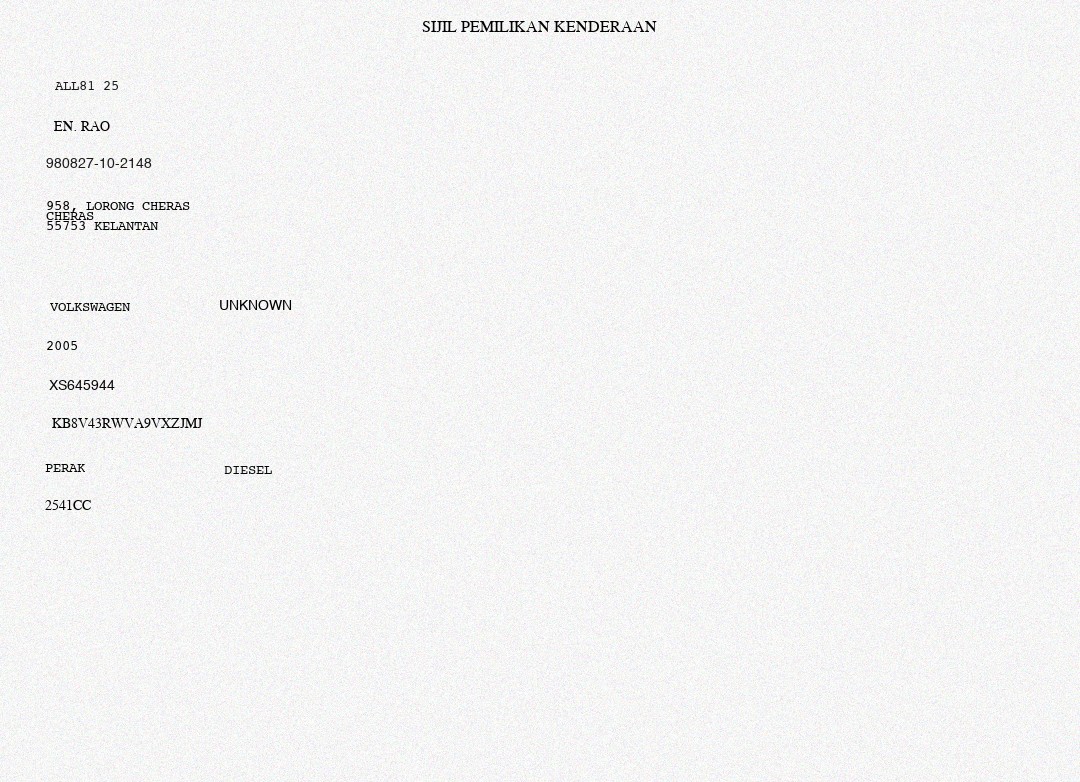 SIJIL PEMILIKAN KENDERAAN
ALL81 25
EN. RAO
980827-10-2148
958, LORONG CHERAS
CHERAS
55753 KELANTAN
VOLKSWAGEN UNKNOWN
2005
XS645944
KB8V43RWVA9VXZJMJ
PERAK DIESEL
2541CC